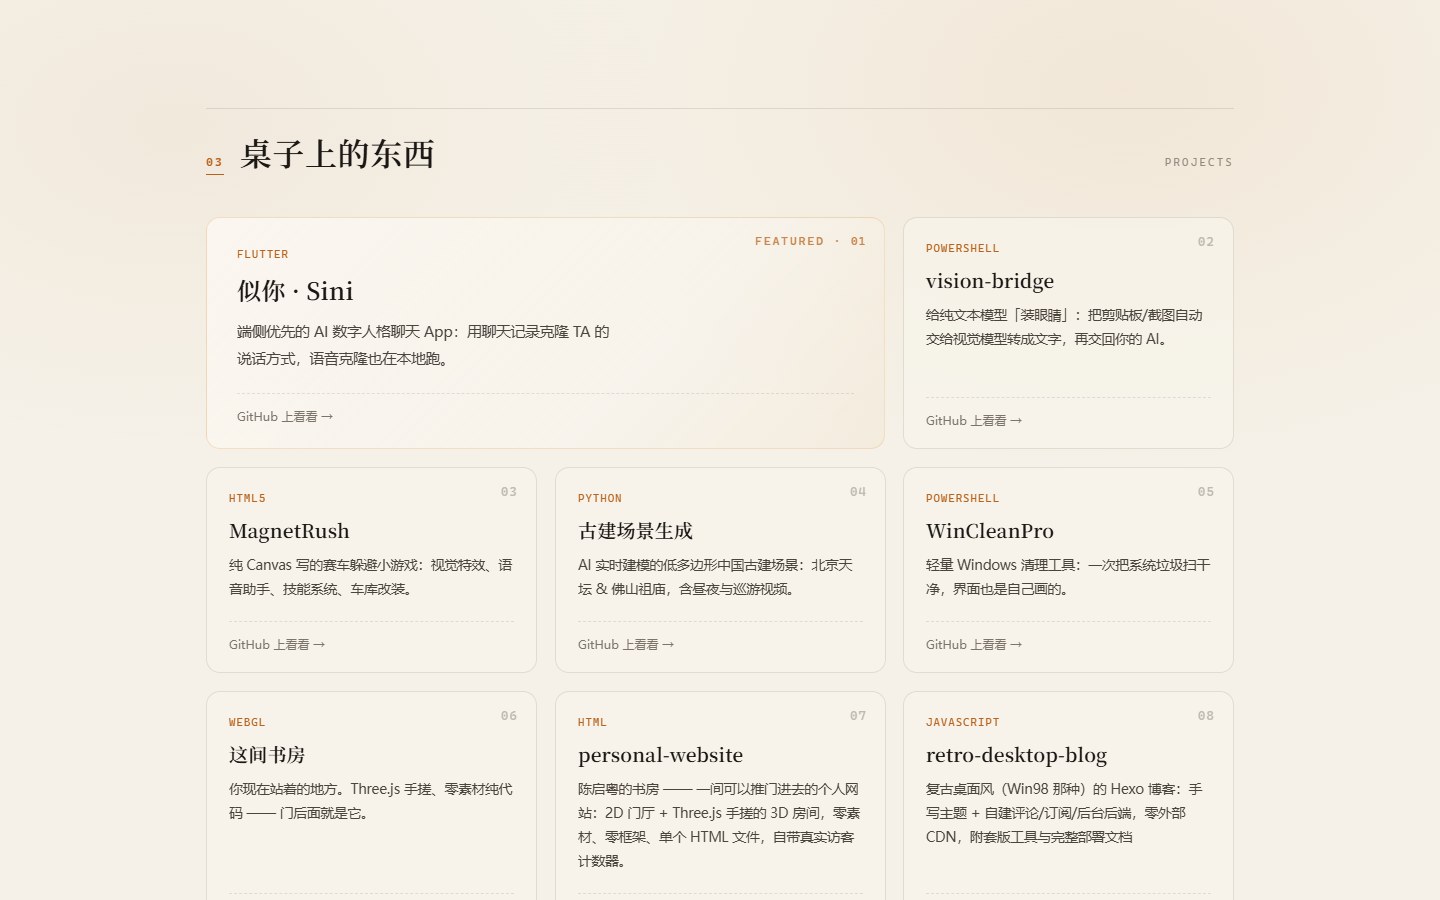 03
桌子上的东西
PROJECTS
FEATURED · 01
FLUTTER
似你 · Sini
端侧优先的 AI 数字人格聊天 App：用聊天记录克隆 TA 的
说话方式，语音克隆也在本地跑。
GitHub 上看看 →
02
POWERSHELL
vision-bridge
给纯文本模型「装眼睛」：把剪贴板/截图自动
交给视觉模型转成文字，再交回你的 AI。
GitHub 上看看 →
03
HTML5
MagnetRush
纯 Canvas 写的赛车躲避小游戏：视觉特效、语
音助手、技能系统、车库改装。
GitHub 上看看 →
04
PYTHON
古建场景生成
AI 实时建模的低多边形中国古建场景：北京天
坛 & 佛山祖庙，含昼夜与巡游视频。
GitHub 上看看 →
05
POWERSHELL
WinCleanPro
轻量 Windows 清理工具：一次把系统垃圾扫干
净，界面也是自己画的。
GitHub 上看看 →
06
WEBGL
这间书房
你现在站着的地方。Three.js 手搓、零素材纯代
码 —— 门后面就是它。
07
HTML
personal-website
陈启粤的书房 —— 一间可以推门进去的个人网
站：2D 门厅 + Three.js 手搓的 3D 房间，零素
材、零框架、单个 HTML 文件，自带真实访客
计数器。
08
JAVASCRIPT
retro-desktop-blog
复古桌面风（Win98 那种）的 Hexo 博客：手
写主题 + 自建评论/订阅/后台后端，零外部
CDN，附套版工具与完整部署文档